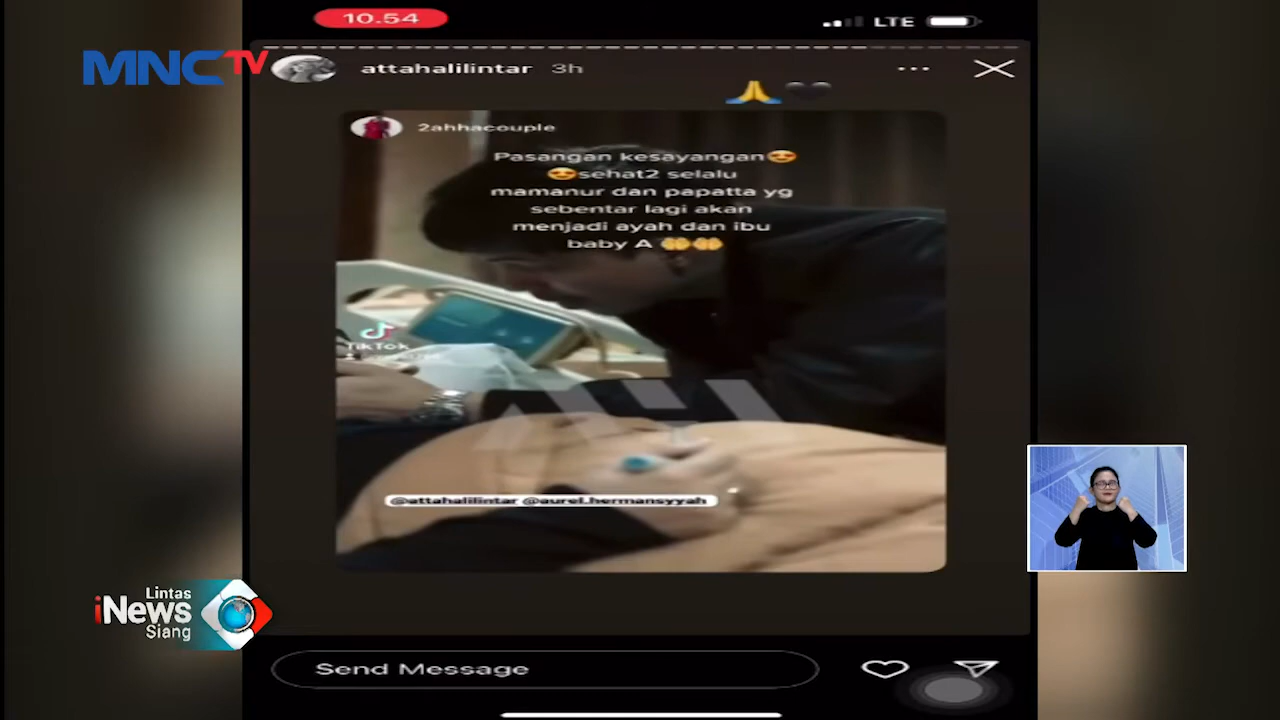 10.54
LTE
MNCTV
attahalilintar 3h
2ahhacouple
Pasangan kesayangan😍
😍sehat2 selalu
mamanur dan papatta yg
sebentar lagi akan
menjadi ayah dan ibu
baby A 🤲🤲
TikTok
@attahalilintar @aurel.hermansyyah
Lintas
iNews
Siang
Send Message